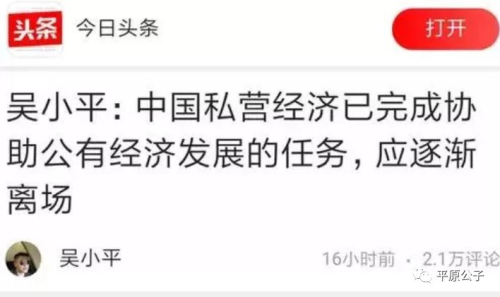 头条
今日头条
打开
吴小平：中国私营经济已完成协
助公有经济发展的任务，应逐渐
离场
吴小平
16小时前 · 2.1万评论
平原公子